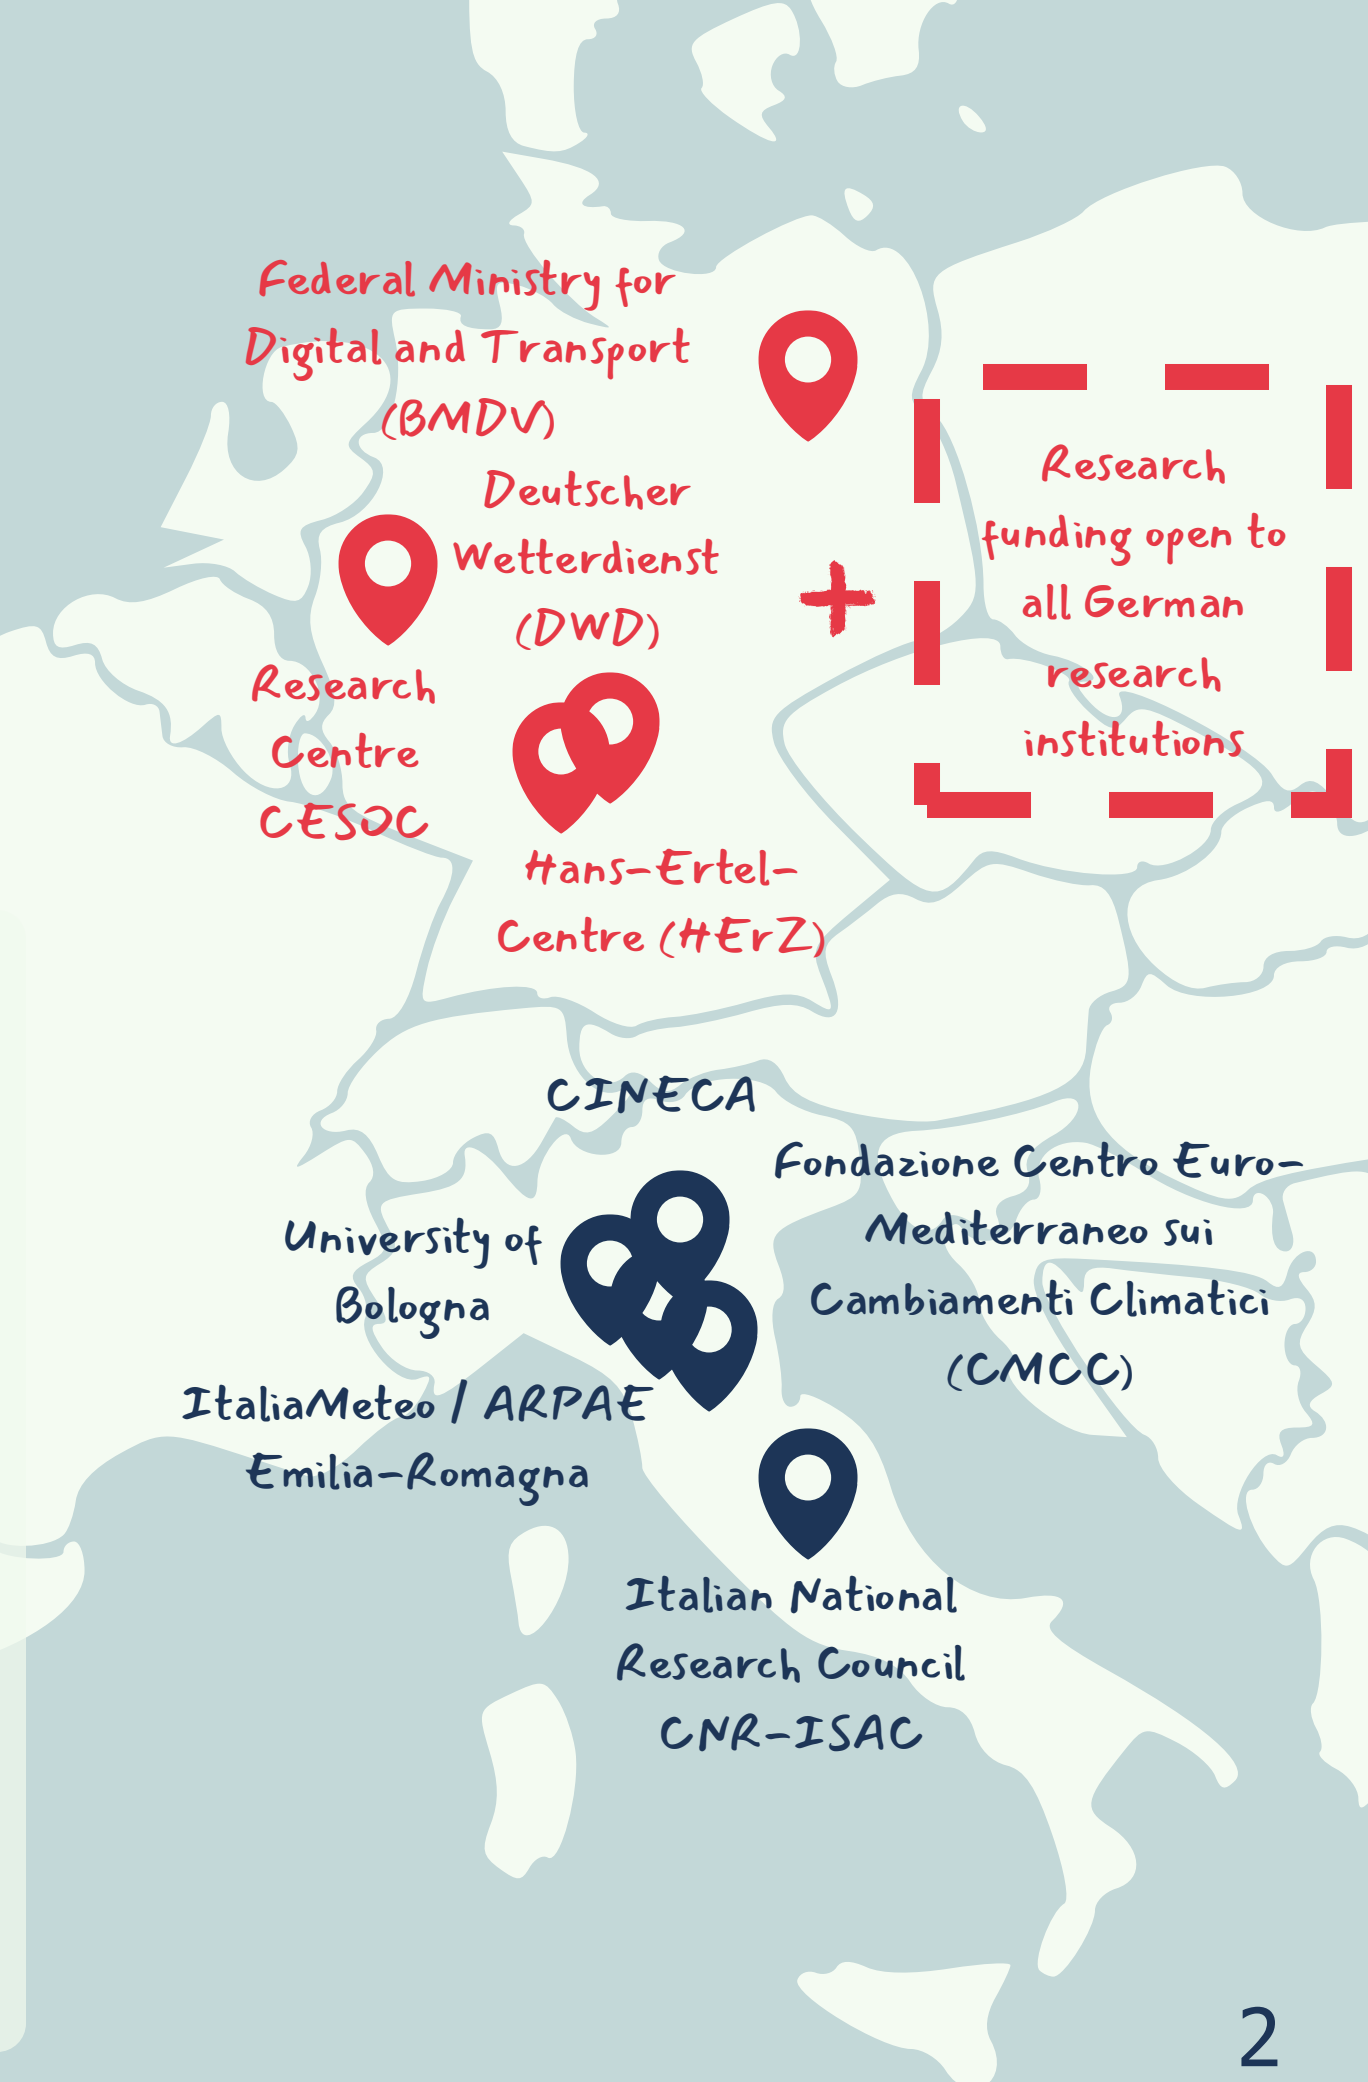 Federal Ministry for
Digital and Transport
(BMDV)
Deutscher
Wetterdienst
(DWD)
Research
Centre
CESOC
Hans-Ertel-
Centre (HErZ)
+
Research
funding open to
all German
research
institutions
CINECA
Fondazione Centro Euro-
Mediterraneo sui
Cambiamenti Climatici
(CMCC)
University of
Bologna
ItaliaMeteo / ARPAE
Emilia-Romagna
Italian National
Research Council
CNR-ISAC
2